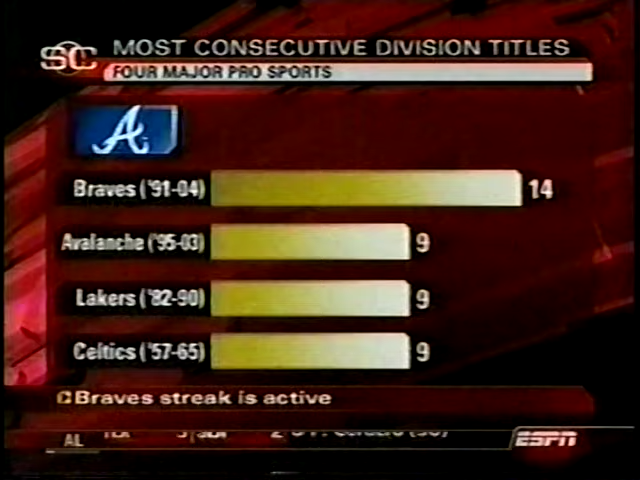 SC MOST CONSECUTIVE DIVISION TITLES
FOUR MAJOR PRO SPORTS
A
Braves ('91-04) 14
Avalanche ('95-03) 9
Lakers ('82-90) 9
Celtics ('57-65) 9
Braves streak is active
AL
ESPN